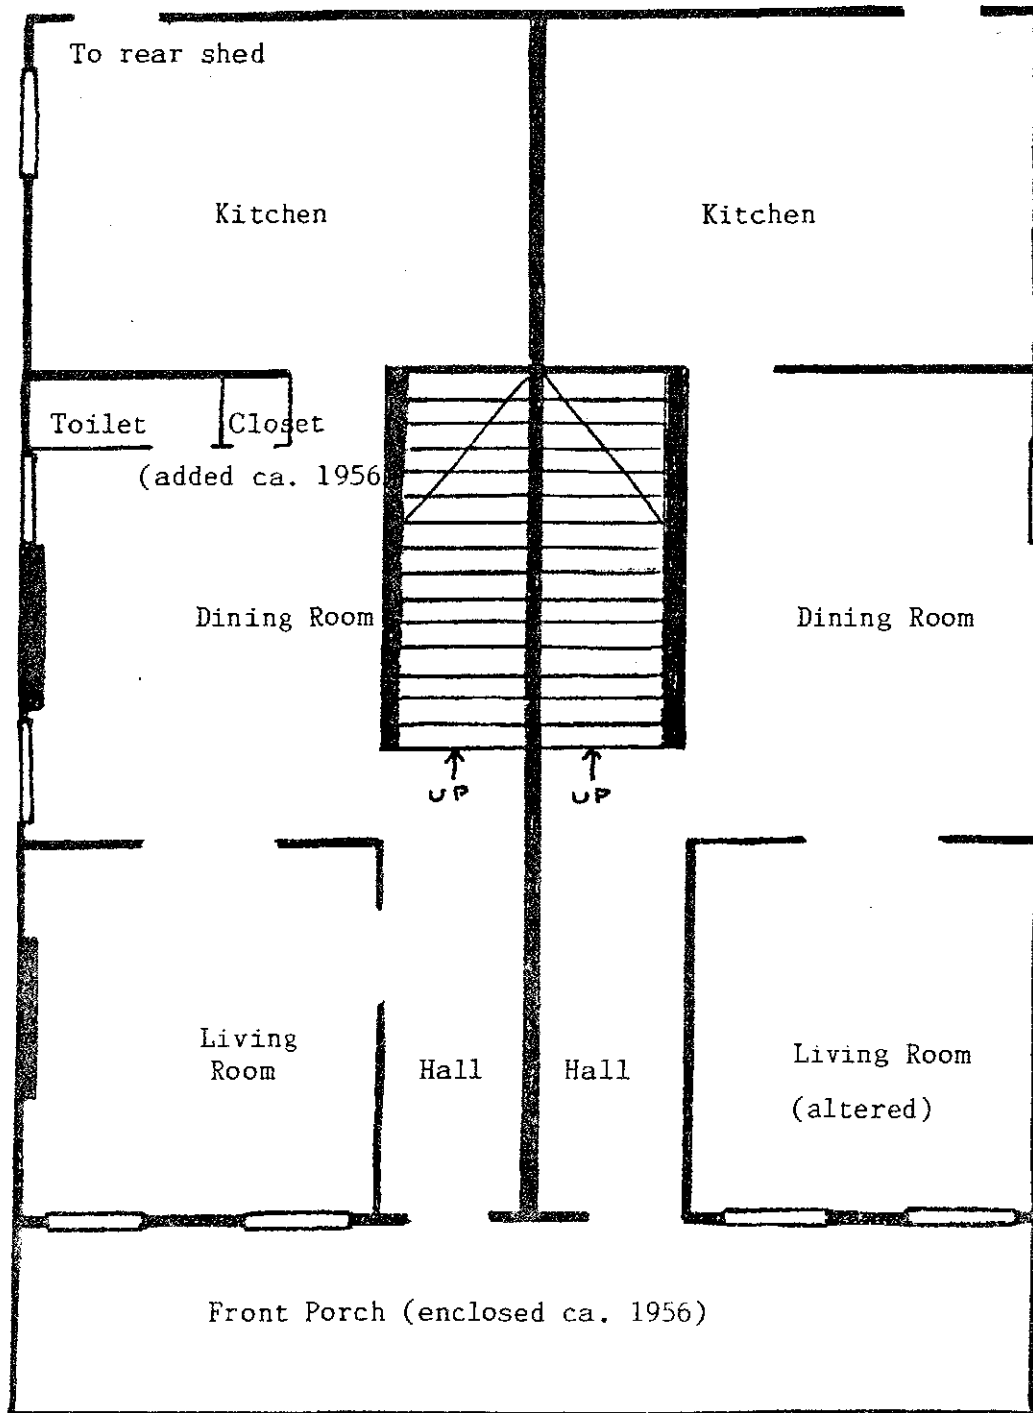 To rear shed
Kitchen
Kitchen
Toilet
Closet
(added ca. 1956
Dining Room
Dining Room
UP
UP
Living
Room
Hall
Hall
Living Room
(altered)
Front Porch (enclosed ca. 1956)